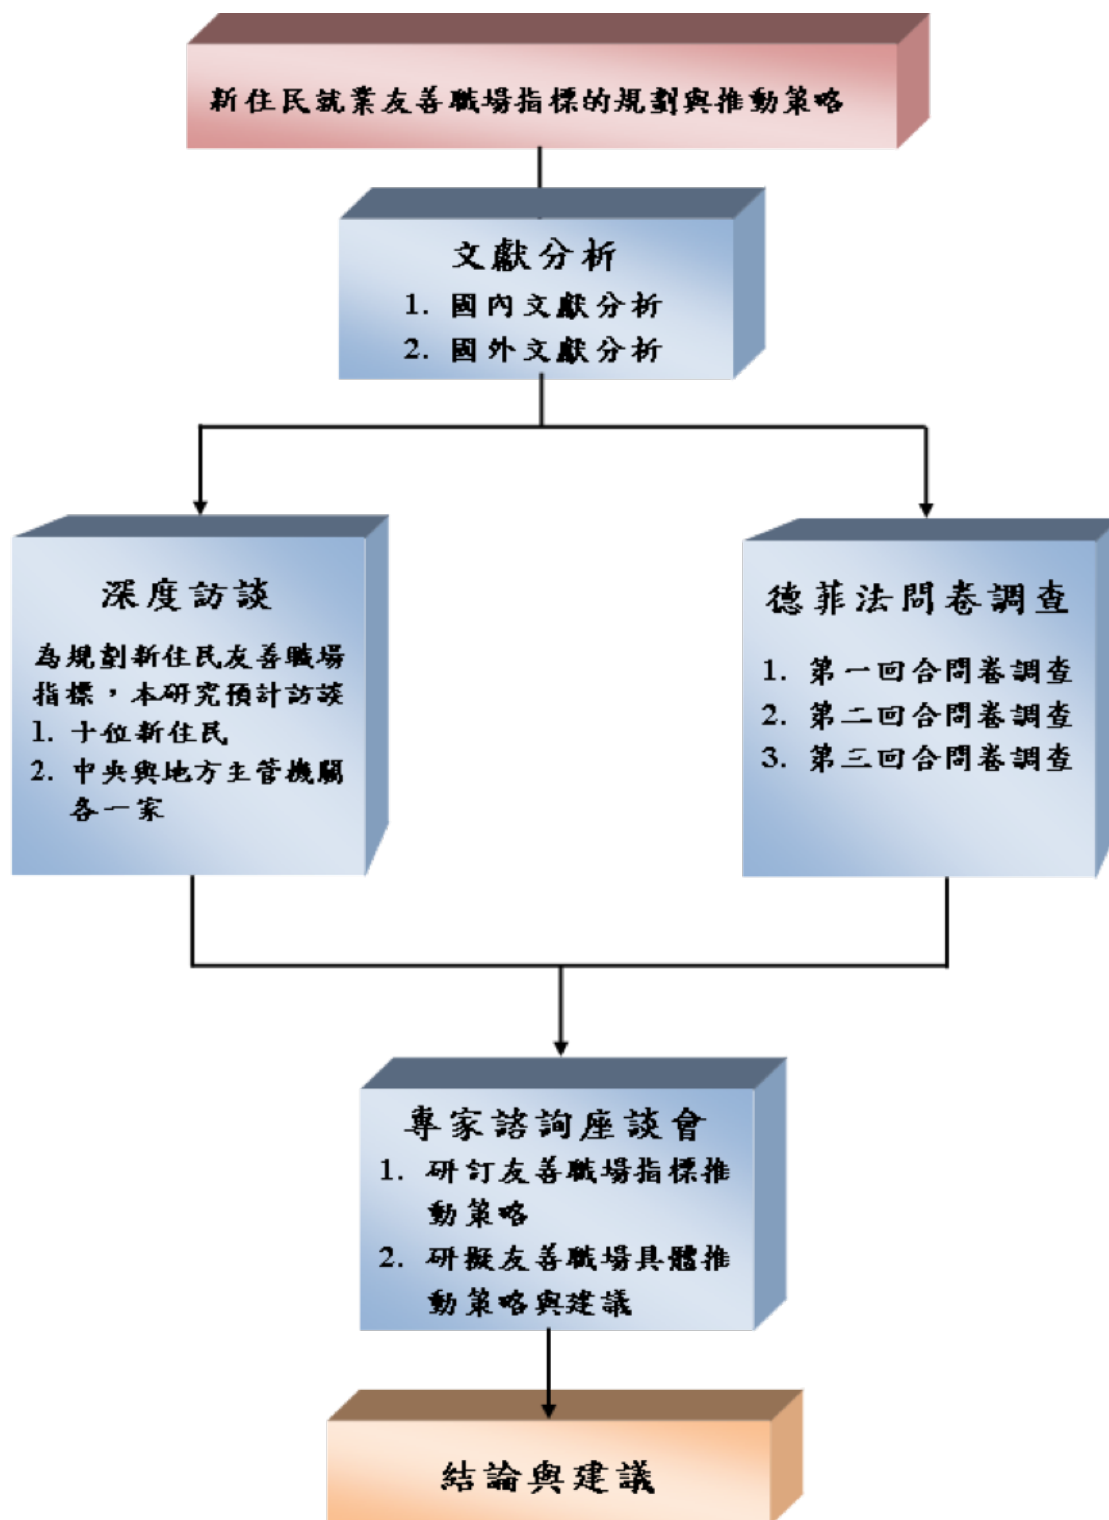 新住民就業友善職場指標的規劃與推動策略
文獻分析
1. 國內文獻分析
2. 國外文獻分析
深度訪談
為規劃新住民友善職場
指標，本研究預計訪談
1. 十位新住民
2. 中央與地方主管機關
各一家
德菲法問卷調查
1. 第一回合問卷調查
2. 第二回合問卷調查
3. 第三回合問卷調查
專家諮詢座談會
1. 研訂友善職場指標推
動策略
2. 研擬友善職場具體推
動策略與建議
結論與建議